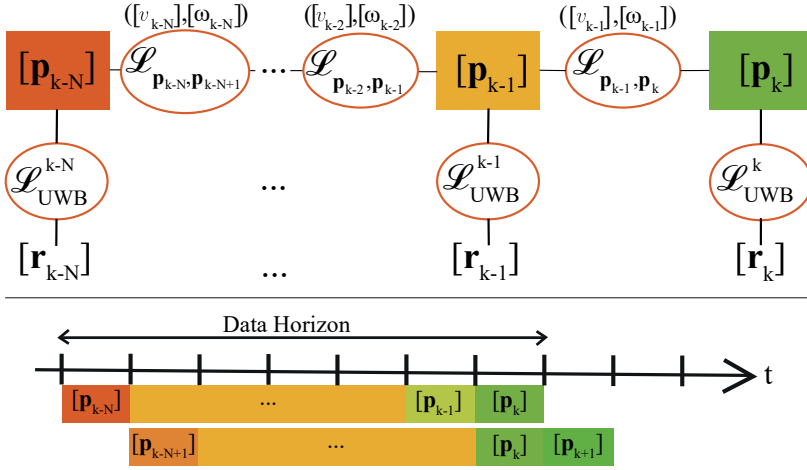 ([v_{k-N}],[ω_{k-N}]) ([v_{k-2}],[ω_{k-2}]) ([v_{k-1}],[ω_{k-1}])
[p_{k-N}] ℒ_{p_{k-N},p_{k-N+1}} ... ℒ_{p_{k-2},p_{k-1}} [p_{k-1}] ℒ_{p_{k-1},p_k} [p_k]
ℒ_{UWB}^{k-N} ... ℒ_{UWB}^{k-1} ℒ_{UWB}^{k}
[r_{k-N}] ... [r_{k-1}] [r_k]
Data Horizon
t
[p_{k-N}] ... [p_{k-1}] [p_k]
[p_{k-N+1}] ... [p_k] [p_{k+1}]